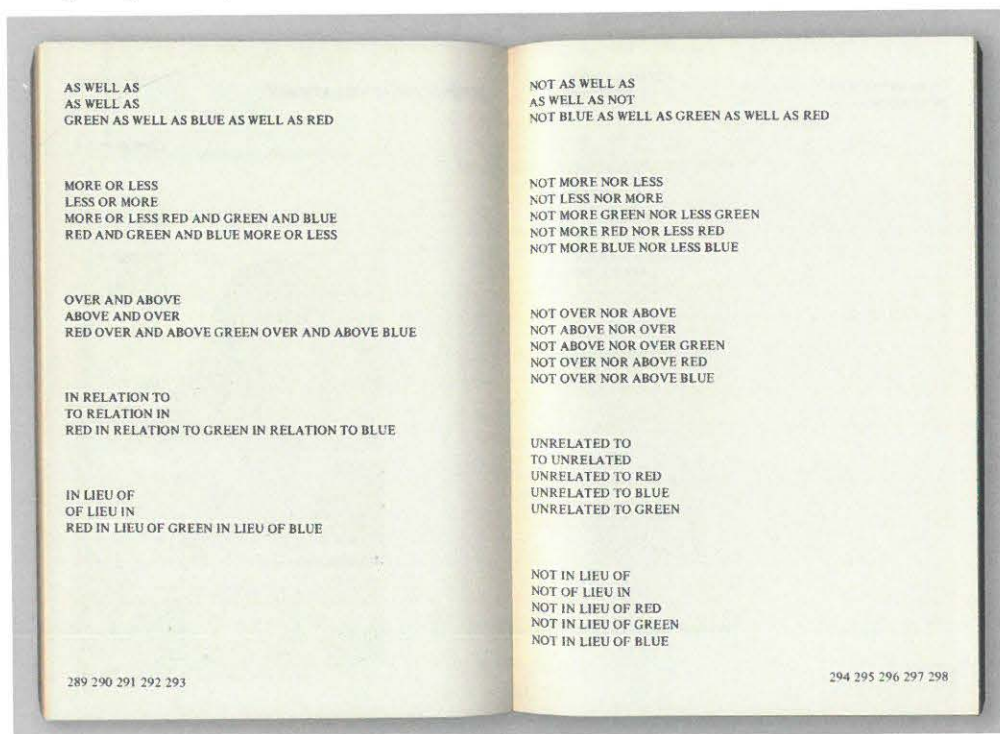 AS WELL AS
AS WELL AS
GREEN AS WELL AS BLUE AS WELL AS RED
MORE OR LESS
LESS OR MORE
MORE OR LESS RED AND GREEN AND BLUE
RED AND GREEN AND BLUE MORE OR LESS
OVER AND ABOVE
ABOVE AND OVER
RED OVER AND ABOVE GREEN OVER AND ABOVE BLUE
IN RELATION TO
TO RELATION IN
RED IN RELATION TO GREEN IN RELATION TO BLUE
IN LIEU OF
OF LIEU IN
RED IN LIEU OF GREEN IN LIEU OF BLUE
289 290 291 292 293
NOT AS WELL AS
AS WELL AS NOT
NOT BLUE AS WELL AS GREEN AS WELL AS RED
NOT MORE NOR LESS
NOT LESS NOR MORE
NOT MORE GREEN NOR LESS GREEN
NOT MORE RED NOR LESS RED
NOT MORE BLUE NOR LESS BLUE
NOT OVER NOR ABOVE
NOT ABOVE NOR OVER
NOT ABOVE NOR OVER GREEN
NOT OVER NOR ABOVE RED
NOT OVER NOR ABOVE BLUE
UNRELATED TO
TO UNRELATED
UNRELATED TO RED
UNRELATED TO BLUE
UNRELATED TO GREEN
NOT IN LIEU OF
NOT OF LIEU IN
NOT IN LIEU OF RED
NOT IN LIEU OF GREEN
NOT IN LIEU OF BLUE
294 295 296 297 298